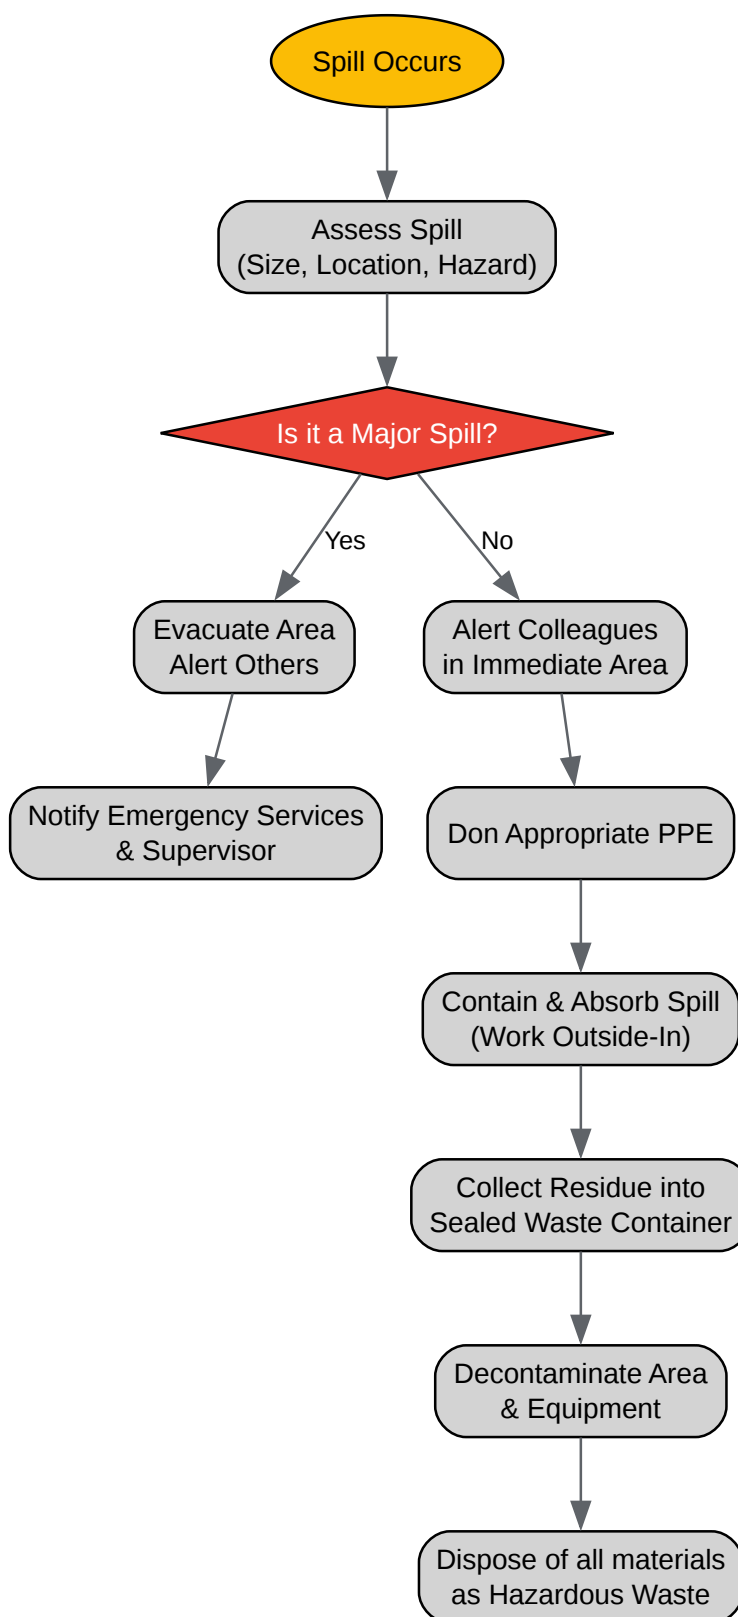 Spill Occurs
Assess Spill
(Size, Location, Hazard)
Is it a Major Spill?
Yes
No
Evacuate Area
Alert Others
Alert Colleagues
in Immediate Area
Notify Emergency Services
& Supervisor
Don Appropriate PPE
Contain & Absorb Spill
(Work Outside-In)
Collect Residue into
Sealed Waste Container
Decontaminate Area
& Equipment
Dispose of all materials
as Hazardous Waste